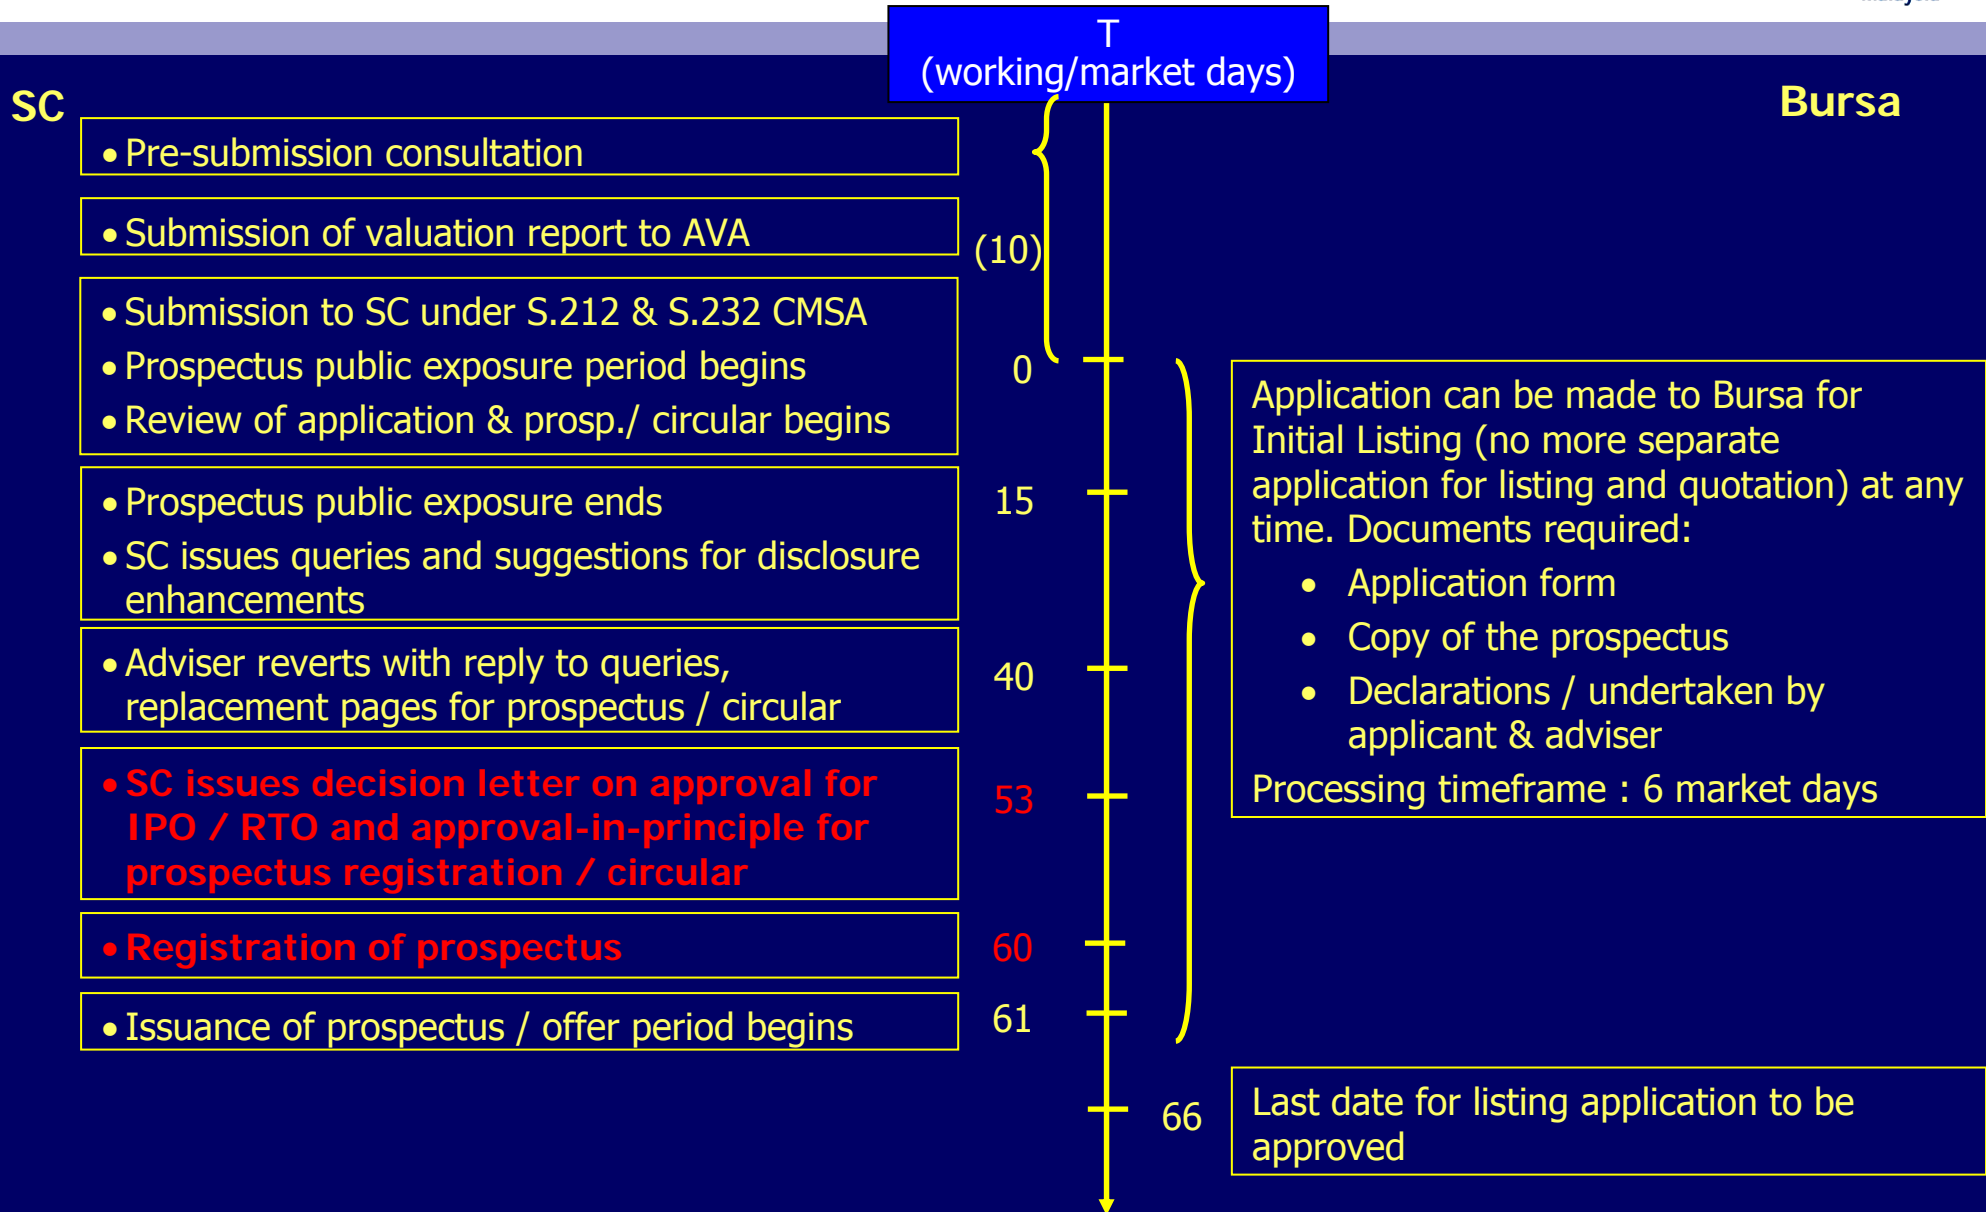 T
(working/market days)
SC
Bursa
• Pre-submission consultation
• Submission of valuation report to AVA
(10)
• Submission to SC under S.212 & S.232 CMSA
• Prospectus public exposure period begins
• Review of application & prosp./ circular begins
0
• Prospectus public exposure ends
• SC issues queries and suggestions for disclosure
enhancements
15
• Adviser reverts with reply to queries,
replacement pages for prospectus / circular
40
• SC issues decision letter on approval for
IPO / RTO and approval-in-principle for
prospectus registration / circular
53
• Registration of prospectus
60
• Issuance of prospectus / offer period begins
61
Application can be made to Bursa for
Initial Listing (no more separate
application for listing and quotation) at any
time. Documents required:
• Application form
• Copy of the prospectus
• Declarations / undertaken by
applicant & adviser
Processing timeframe : 6 market days
66
Last date for listing application to be
approved